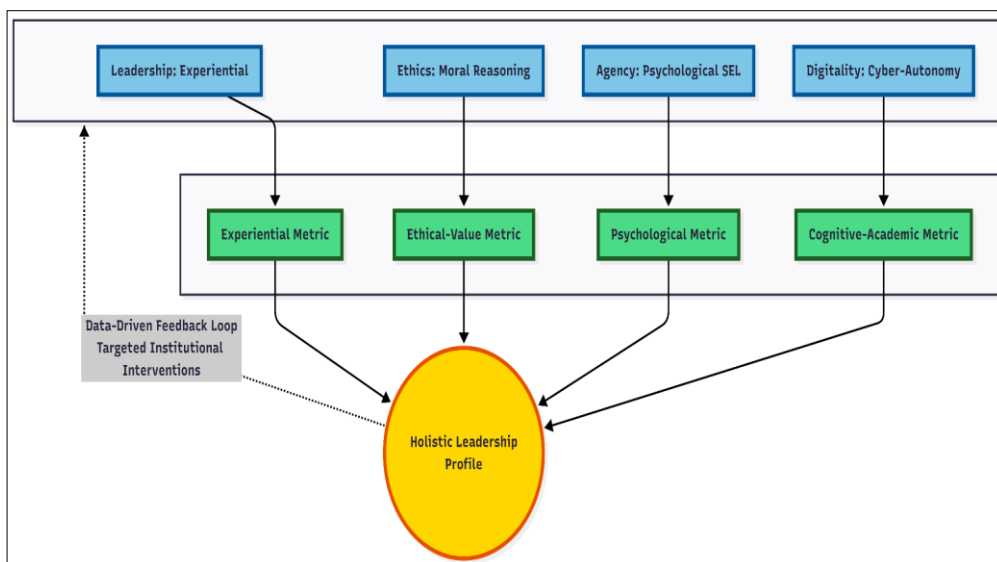 Leadership: Experiential
Ethics: Moral Reasoning
Agency: Psychological SEL
Digitality: Cyber-Autonomy
Experiential Metric
Ethical-Value Metric
Psychological Metric
Cognitive-Academic Metric
Data-Driven Feedback Loop
Targeted Institutional
Interventions
Holistic Leadership
Profile